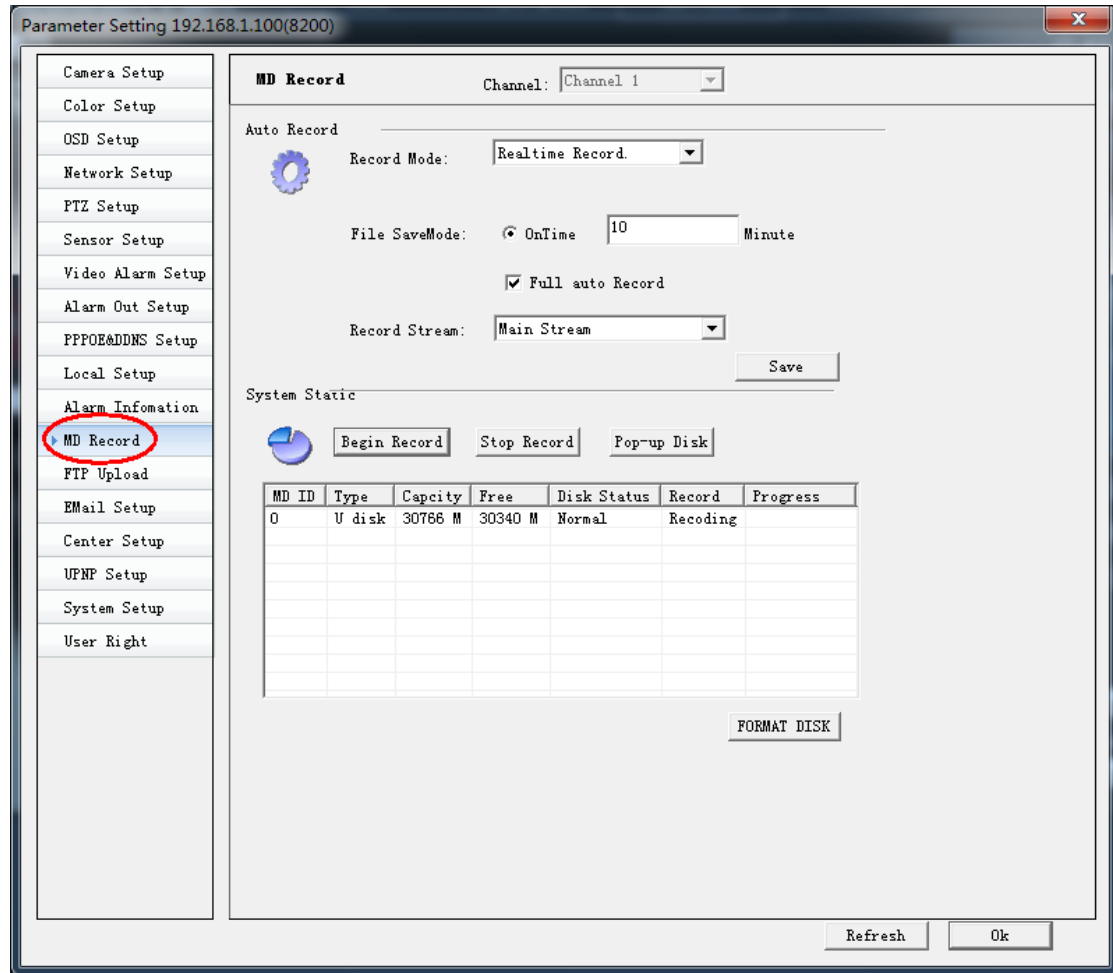 Parameter Setting 192.168.1.100(8200)
Camera Setup
Color Setup
OSD Setup
Network Setup
PTZ Setup
Sensor Setup
Video Alarm Setup
Alarm Out Setup
PPPOE&DDNS Setup
Local Setup
Alarm Infomation
MD Record
FTP Upload
EMail Setup
Center Setup
UPNP Setup
System Setup
User Right
MD Record Channel: Channel 1
Auto Record
Record Mode: Realtime Record.
File SaveMode: OnTime 10 Minute
Full auto Record
Record Stream: Main Stream
Save
System Static
Begin Record Stop Record Pop-up Disk
MD ID Type Capcity Free Disk Status Record Progress
0 U disk 30766 M 30340 M Normal Recoding
FORMAT DISK
Refresh Ok